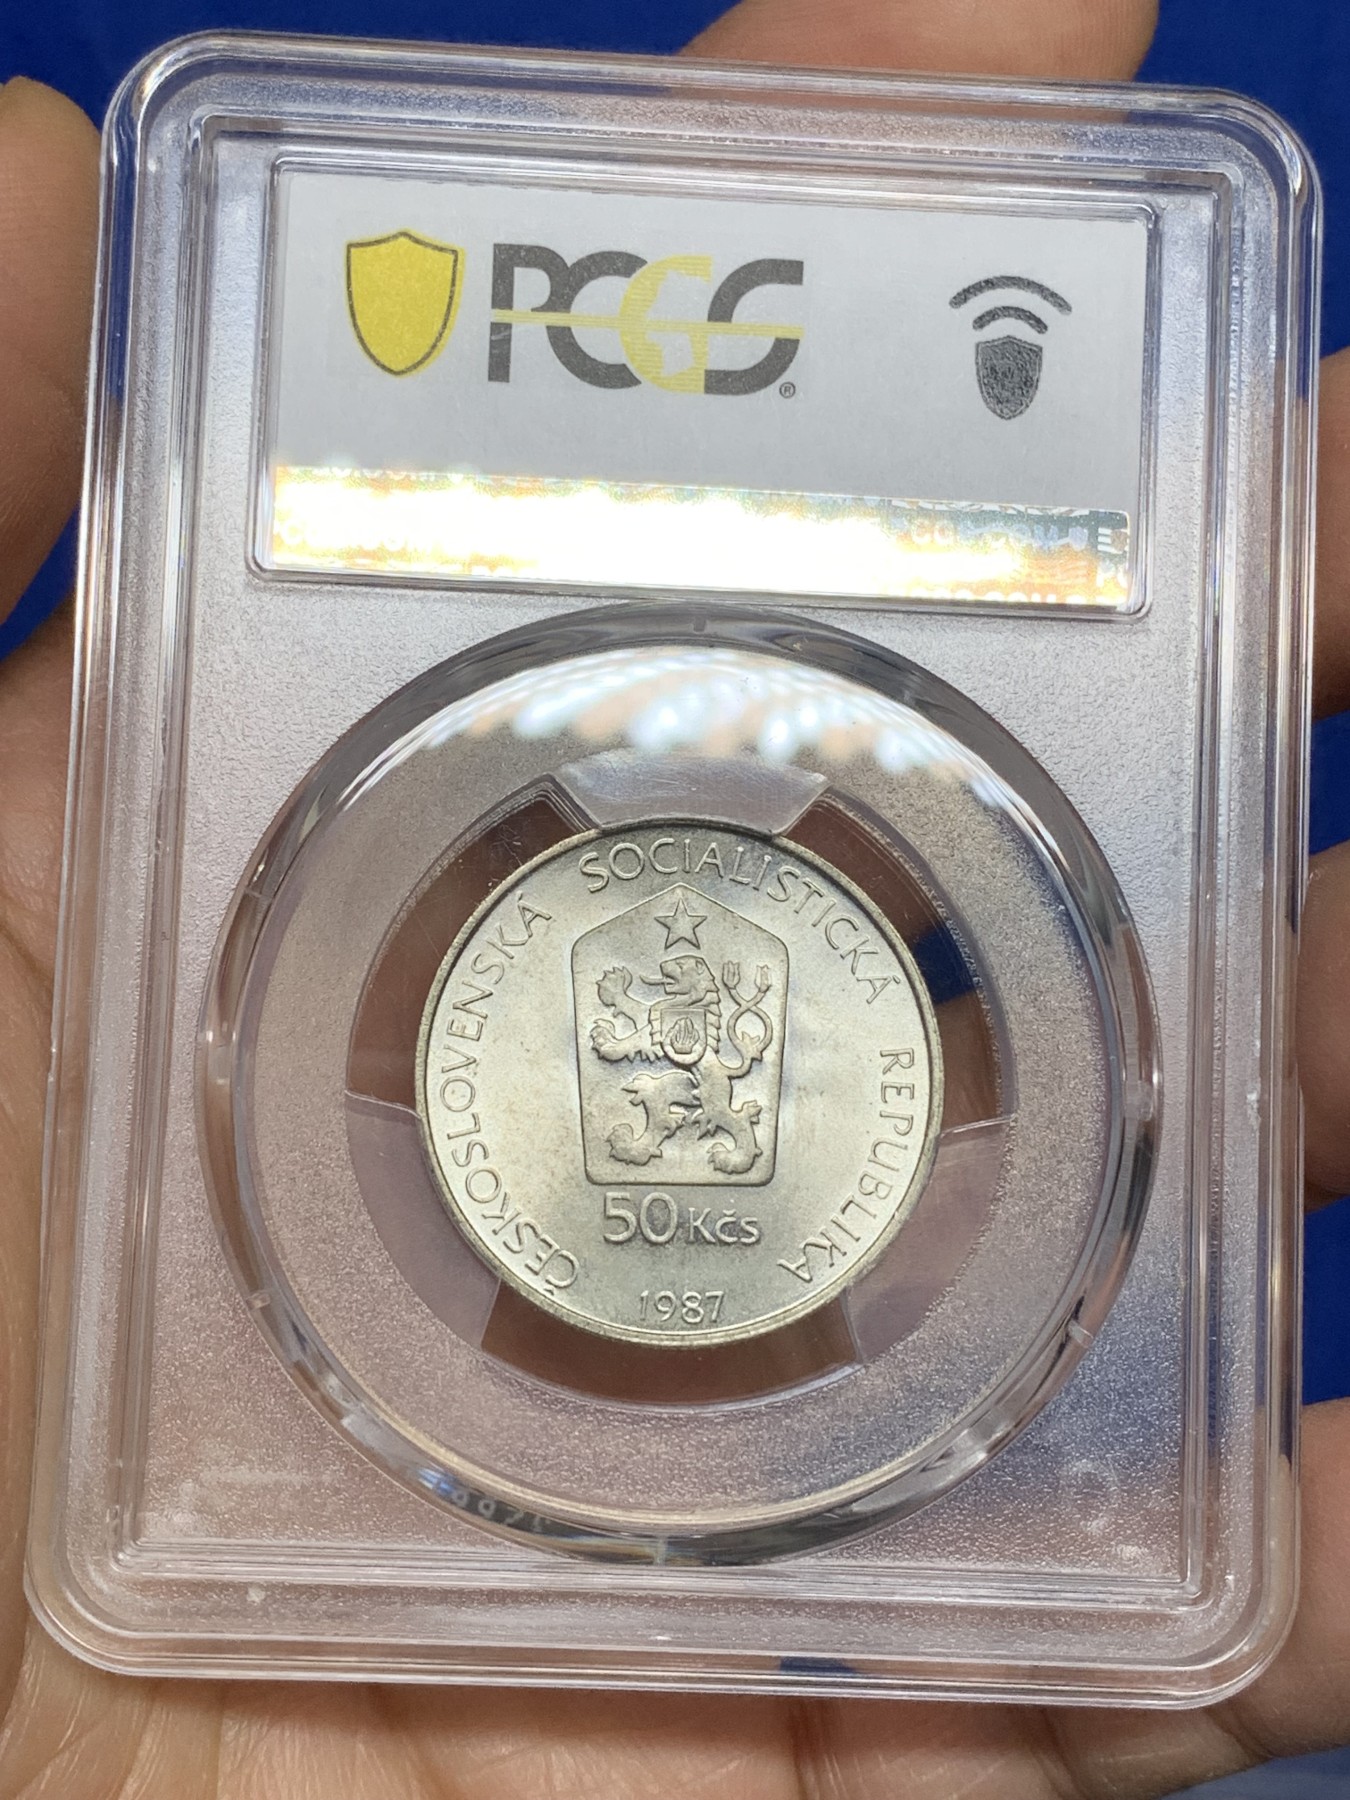 PCGS®
ČESKOSLOVENSKÁ SOCIALISTICKÁ REPUBLIKA
50 Kčs
1987